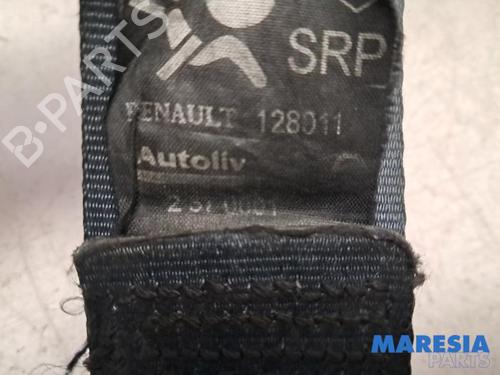 SRP
RENAULT 128011
Autoliv
B-PARTS
MARESIA
PARTS